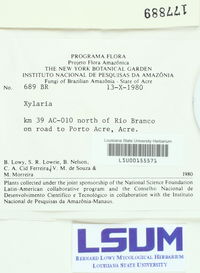 177889
PROGRAMA FLORA
Projeto Flora Amazônica
THE NEW YORK BOTANICAL GARDEN
INSTITUTO NACIONAL DE PESQUISAS DA AMAZÔNIA
Fungi of Brazilian Amazônia - State of Acre
No. 689 BR 13-X-1980
Xylaria
km 39 AC-010 north of Rio Branco
on road to Porto Acre, Acre.
Louisiana State University Herbarium
LSU00155571
B. Lowy, S. R. Lowrie, B. Nelson,
C. A. Cid Ferreira, V. M. de Souza &
M. Morreira 1980
Plants collected under the joint sponsorship of the National Science Foundation
Latin-American collaborative program and the Conselho Nacional de
Desenvolvimento Científico e Tecnologico in collaboration with the Instituto
Nacional de Pesquisas da Amazônia-Manaus.
LSUM
BERNARD LOWY MYCOLOGICAL HERBARIUM
LOUISIANA STATE UNIVERSITY